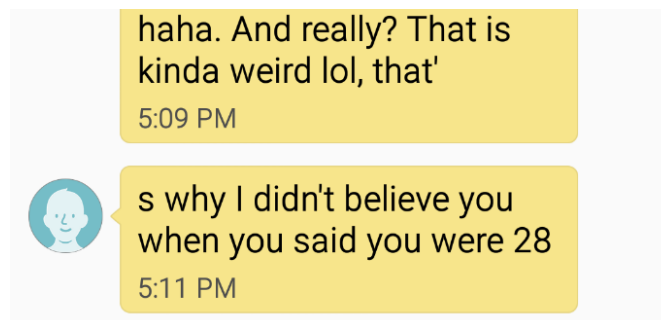 haha. And really? That is
kinda weird lol, that'
5:09 PM
s why I didn't believe you
when you said you were 28
5:11 PM